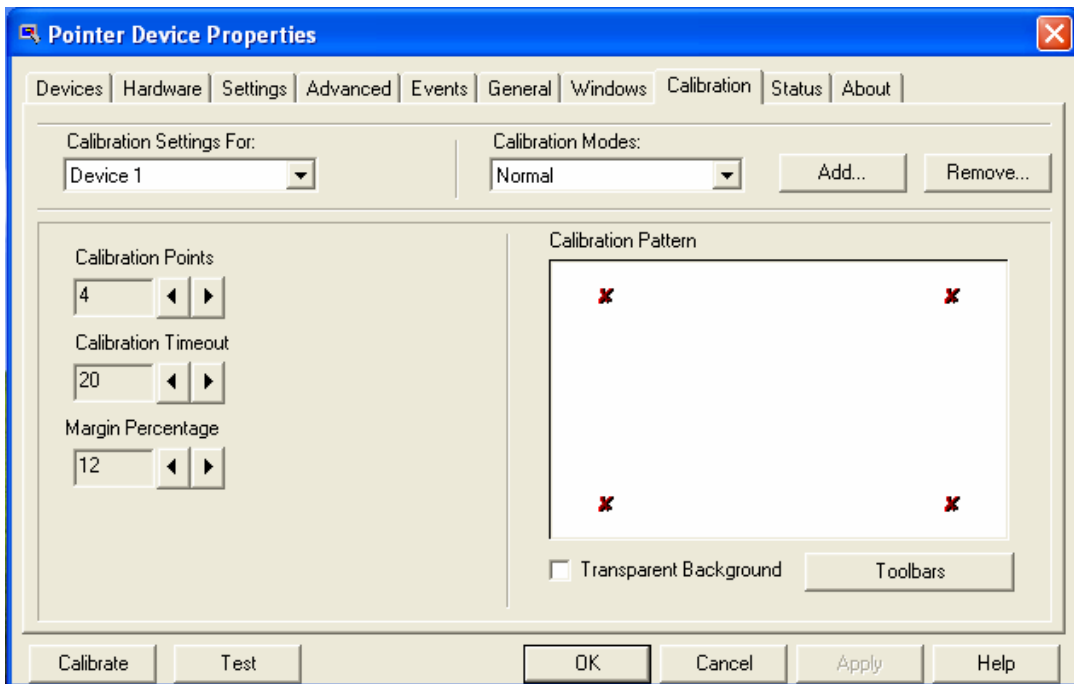 Pointer Device Properties
Devices Hardware Settings Advanced Events General Windows Calibration Status About
Calibration Settings For: Calibration Modes:
Device 1 Normal Add... Remove...
Calibration Pattern
Calibration Points
4
Calibration Timeout
20
Margin Percentage
12
Transparent Background Toolbars
Calibrate Test OK Cancel Apply Help